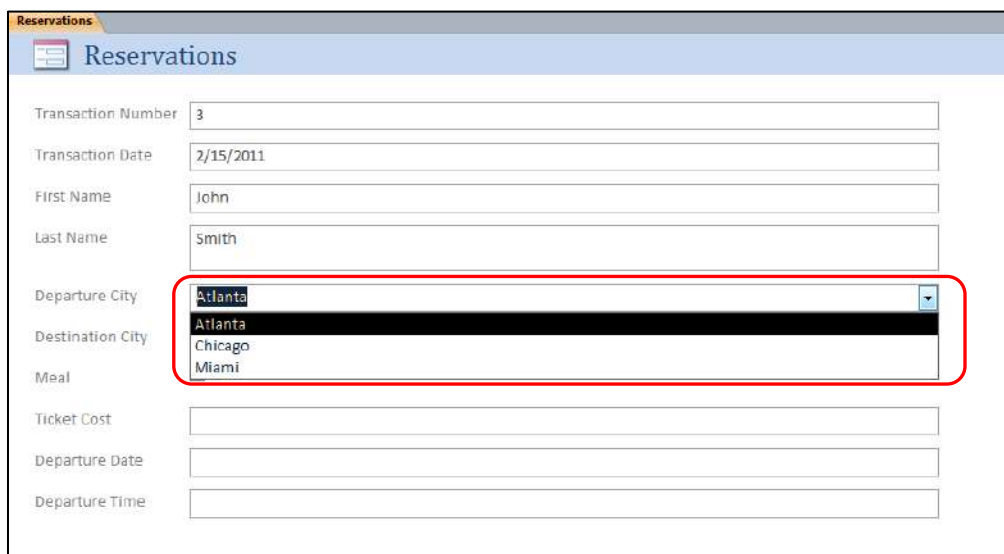 Reservations
Reservations
Transaction Number 3
Transaction Date 2/15/2011
First Name John
Last Name Smith
Departure City Atlanta
Atlanta
Destination City
Chicago
Miami
Meal
Ticket Cost
Departure Date
Departure Time